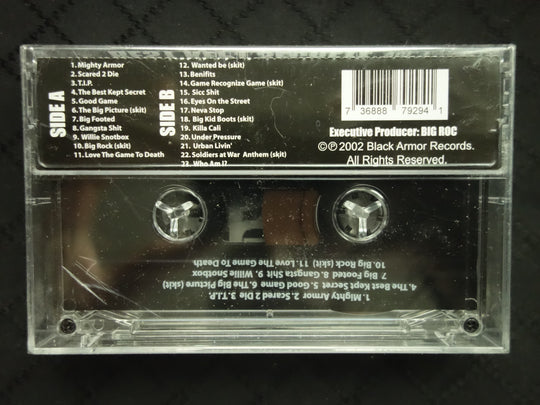 SIDE A
1.Mighty Armor
2.Scared 2 Die
3.T.I.P.
4.The Best Kept Secret
5.Good Game
6.The Big Picture (skit)
7.Big Footed
8.Gangsta Shit
9. Willie Snotbox
10.Big Rock (skit)
11.Love The Game To Death
SIDE B
12. Wanted be (skit)
13.Benifits
14. Game Recognize Game (skit)
15. Sicc Shit
16. Eyes On the Street
17. Neva Stop
18. Big Kid Boots (skit)
19. Killa Cali
20. Under Pressure
21. Urban Livin'
22. Soldiers at War Anthem (skit)
23. Who Am I?
7 36888 79294 1
Executive Producer: BIG ROC
©℗ 2002 Black Armor Records.
All Rights Reserved.
1. Mighty Armor 2. Scared 2 Die 3. T.I.P.
4. The Best Kept Secret 5. Good Game 6. The Big Picture (skit)
7 Big Footed 8. Gangsta Shit 9. Willie Snotbox
10. Big Rock (skit) 11. Love The Game To Death